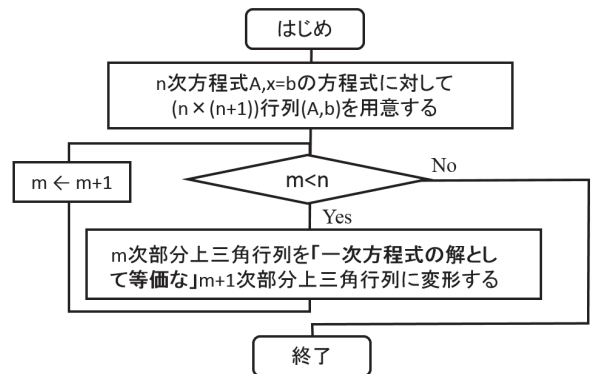 はじめ
n次方程式A,x=bの方程式に対して
(n×(n+1))行列(A,b)を用意する
m ← m+1
m<n
No
Yes
m次部分上三角行列を「一次方程式の解とし
て等価な」m+1次部分上三角行列に変形する
終了